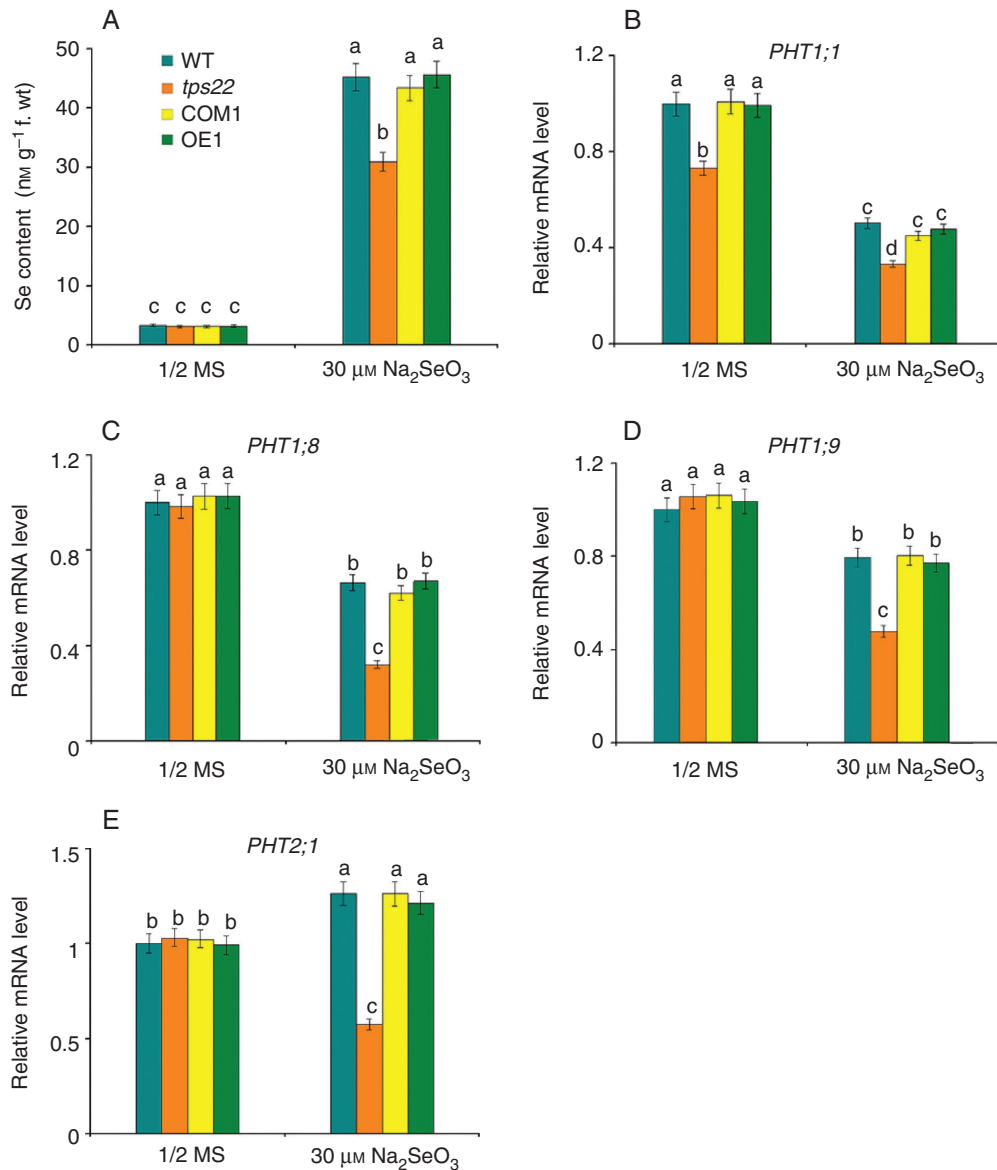 A
Se content (nM g⁻¹ f. wt)
50
40
30
20
10
0
WT
tps22
COM1
OE1
c c c c
a b a a
1/2 MS
30 μM Na₂SeO₃
B
PHT1;1
Relative mRNA level
1.2
0.8
0.4
0
a b a a
c d c c
1/2 MS
30 μM Na₂SeO₃
C
PHT1;8
Relative mRNA level
1.2
0.8
0.4
0
a a a a
b c b b
1/2 MS
30 μM Na₂SeO₃
D
PHT1;9
Relative mRNA level
1.2
0.8
0.4
0
a a a a
b c b b
1/2 MS
30 μM Na₂SeO₃
E
PHT2;1
Relative mRNA level
1.5
1
0.5
0
b b b b
a c a a
1/2 MS
30 μM Na₂SeO₃